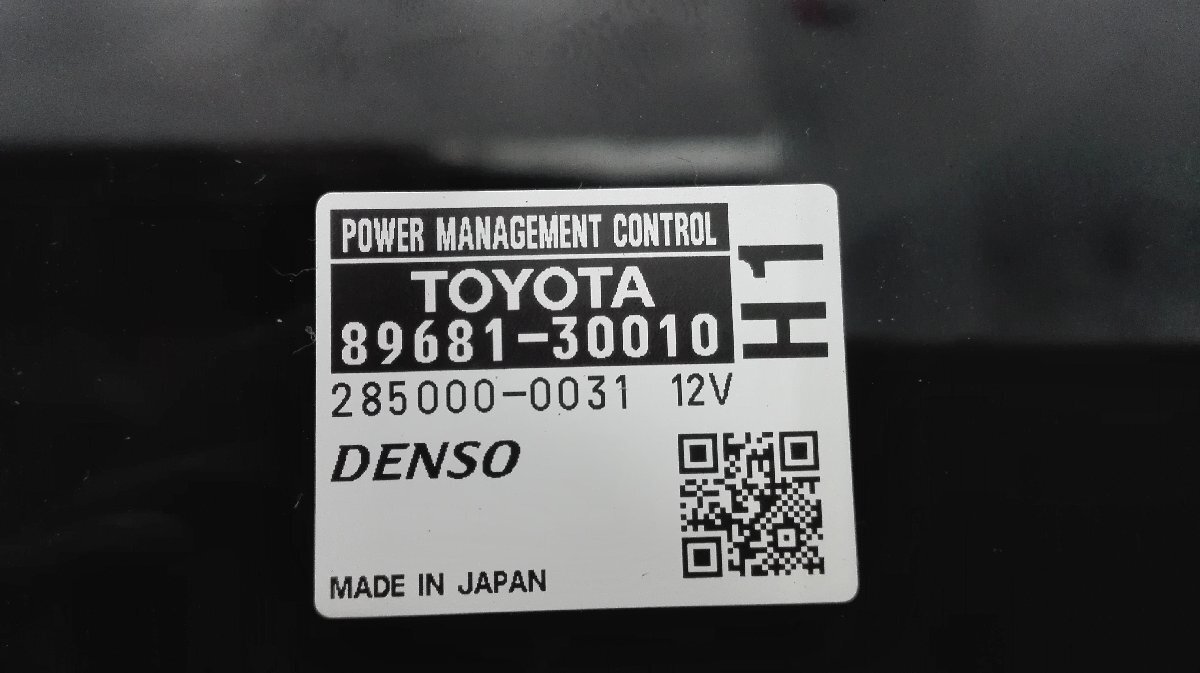 POWER MANAGEMENT CONTROL
TOYOTA
89681-30010
H1
285000-0031 12V
DENSO
MADE IN JAPAN